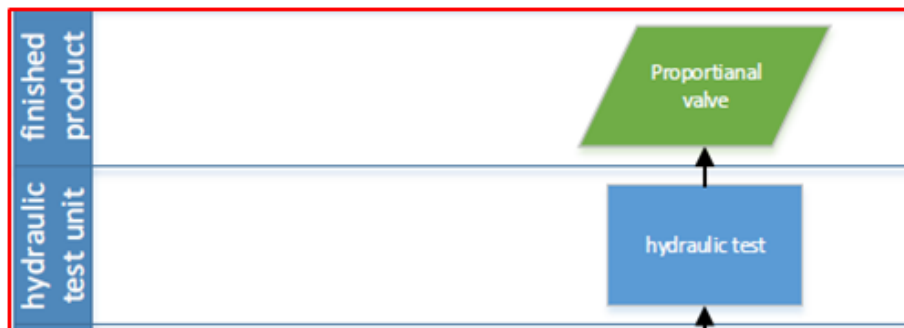 finished
product
Proportianal
valve
hydraulic
test unit
hydraulic test